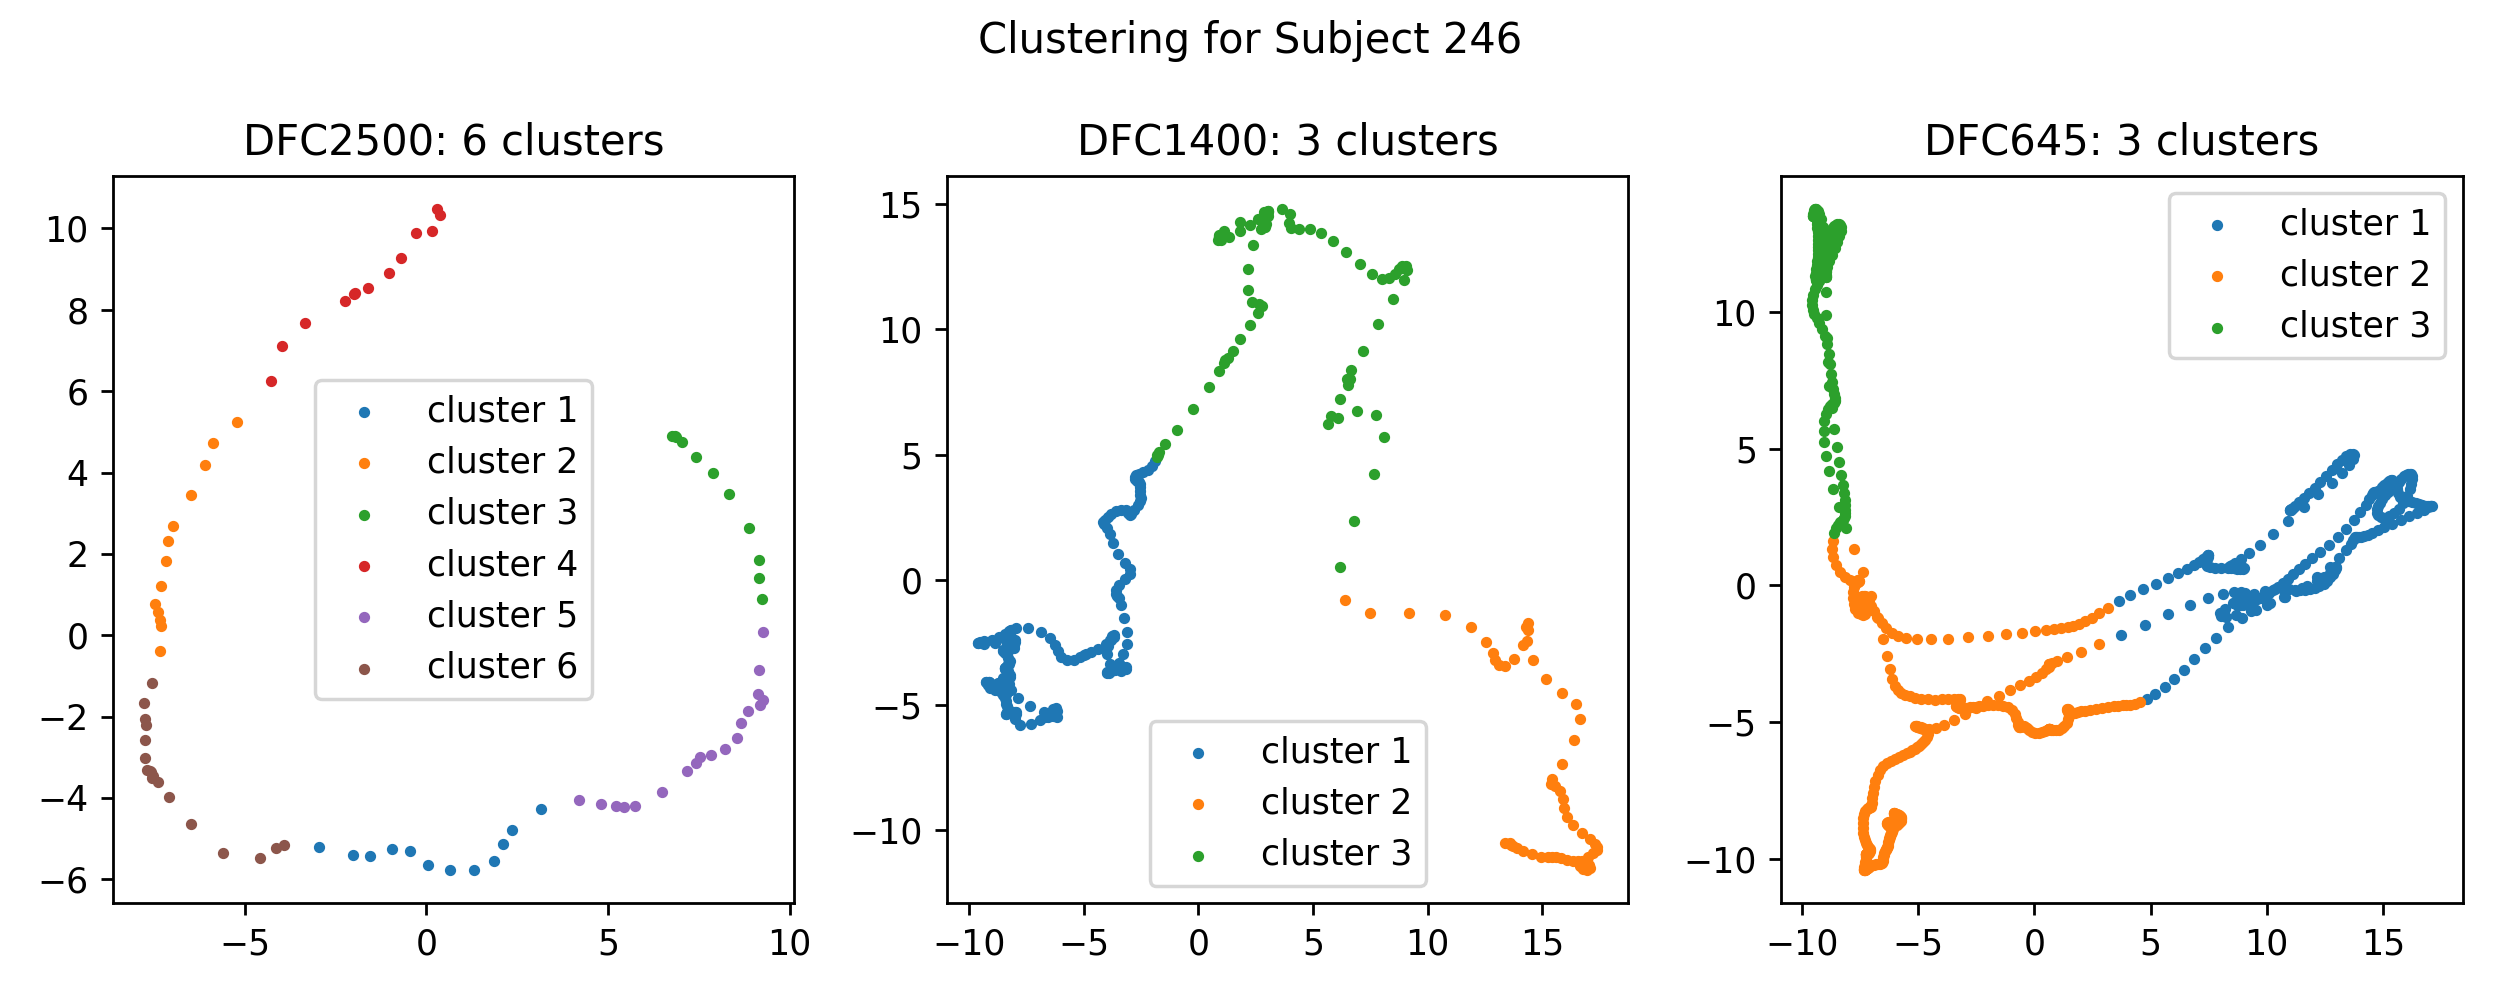 Clustering for Subject 246
DFC2500: 6 clusters
10
8
6
4
2
0
−2
−4
−6
−5
0
5
10
cluster 1
cluster 2
cluster 3
cluster 4
cluster 5
cluster 6
DFC1400: 3 clusters
15
10
5
0
−5
−10
−10
−5
0
5
10
15
cluster 1
cluster 2
cluster 3
DFC645: 3 clusters
10
5
0
−5
−10
−10
−5
0
5
10
15
cluster 1
cluster 2
cluster 3